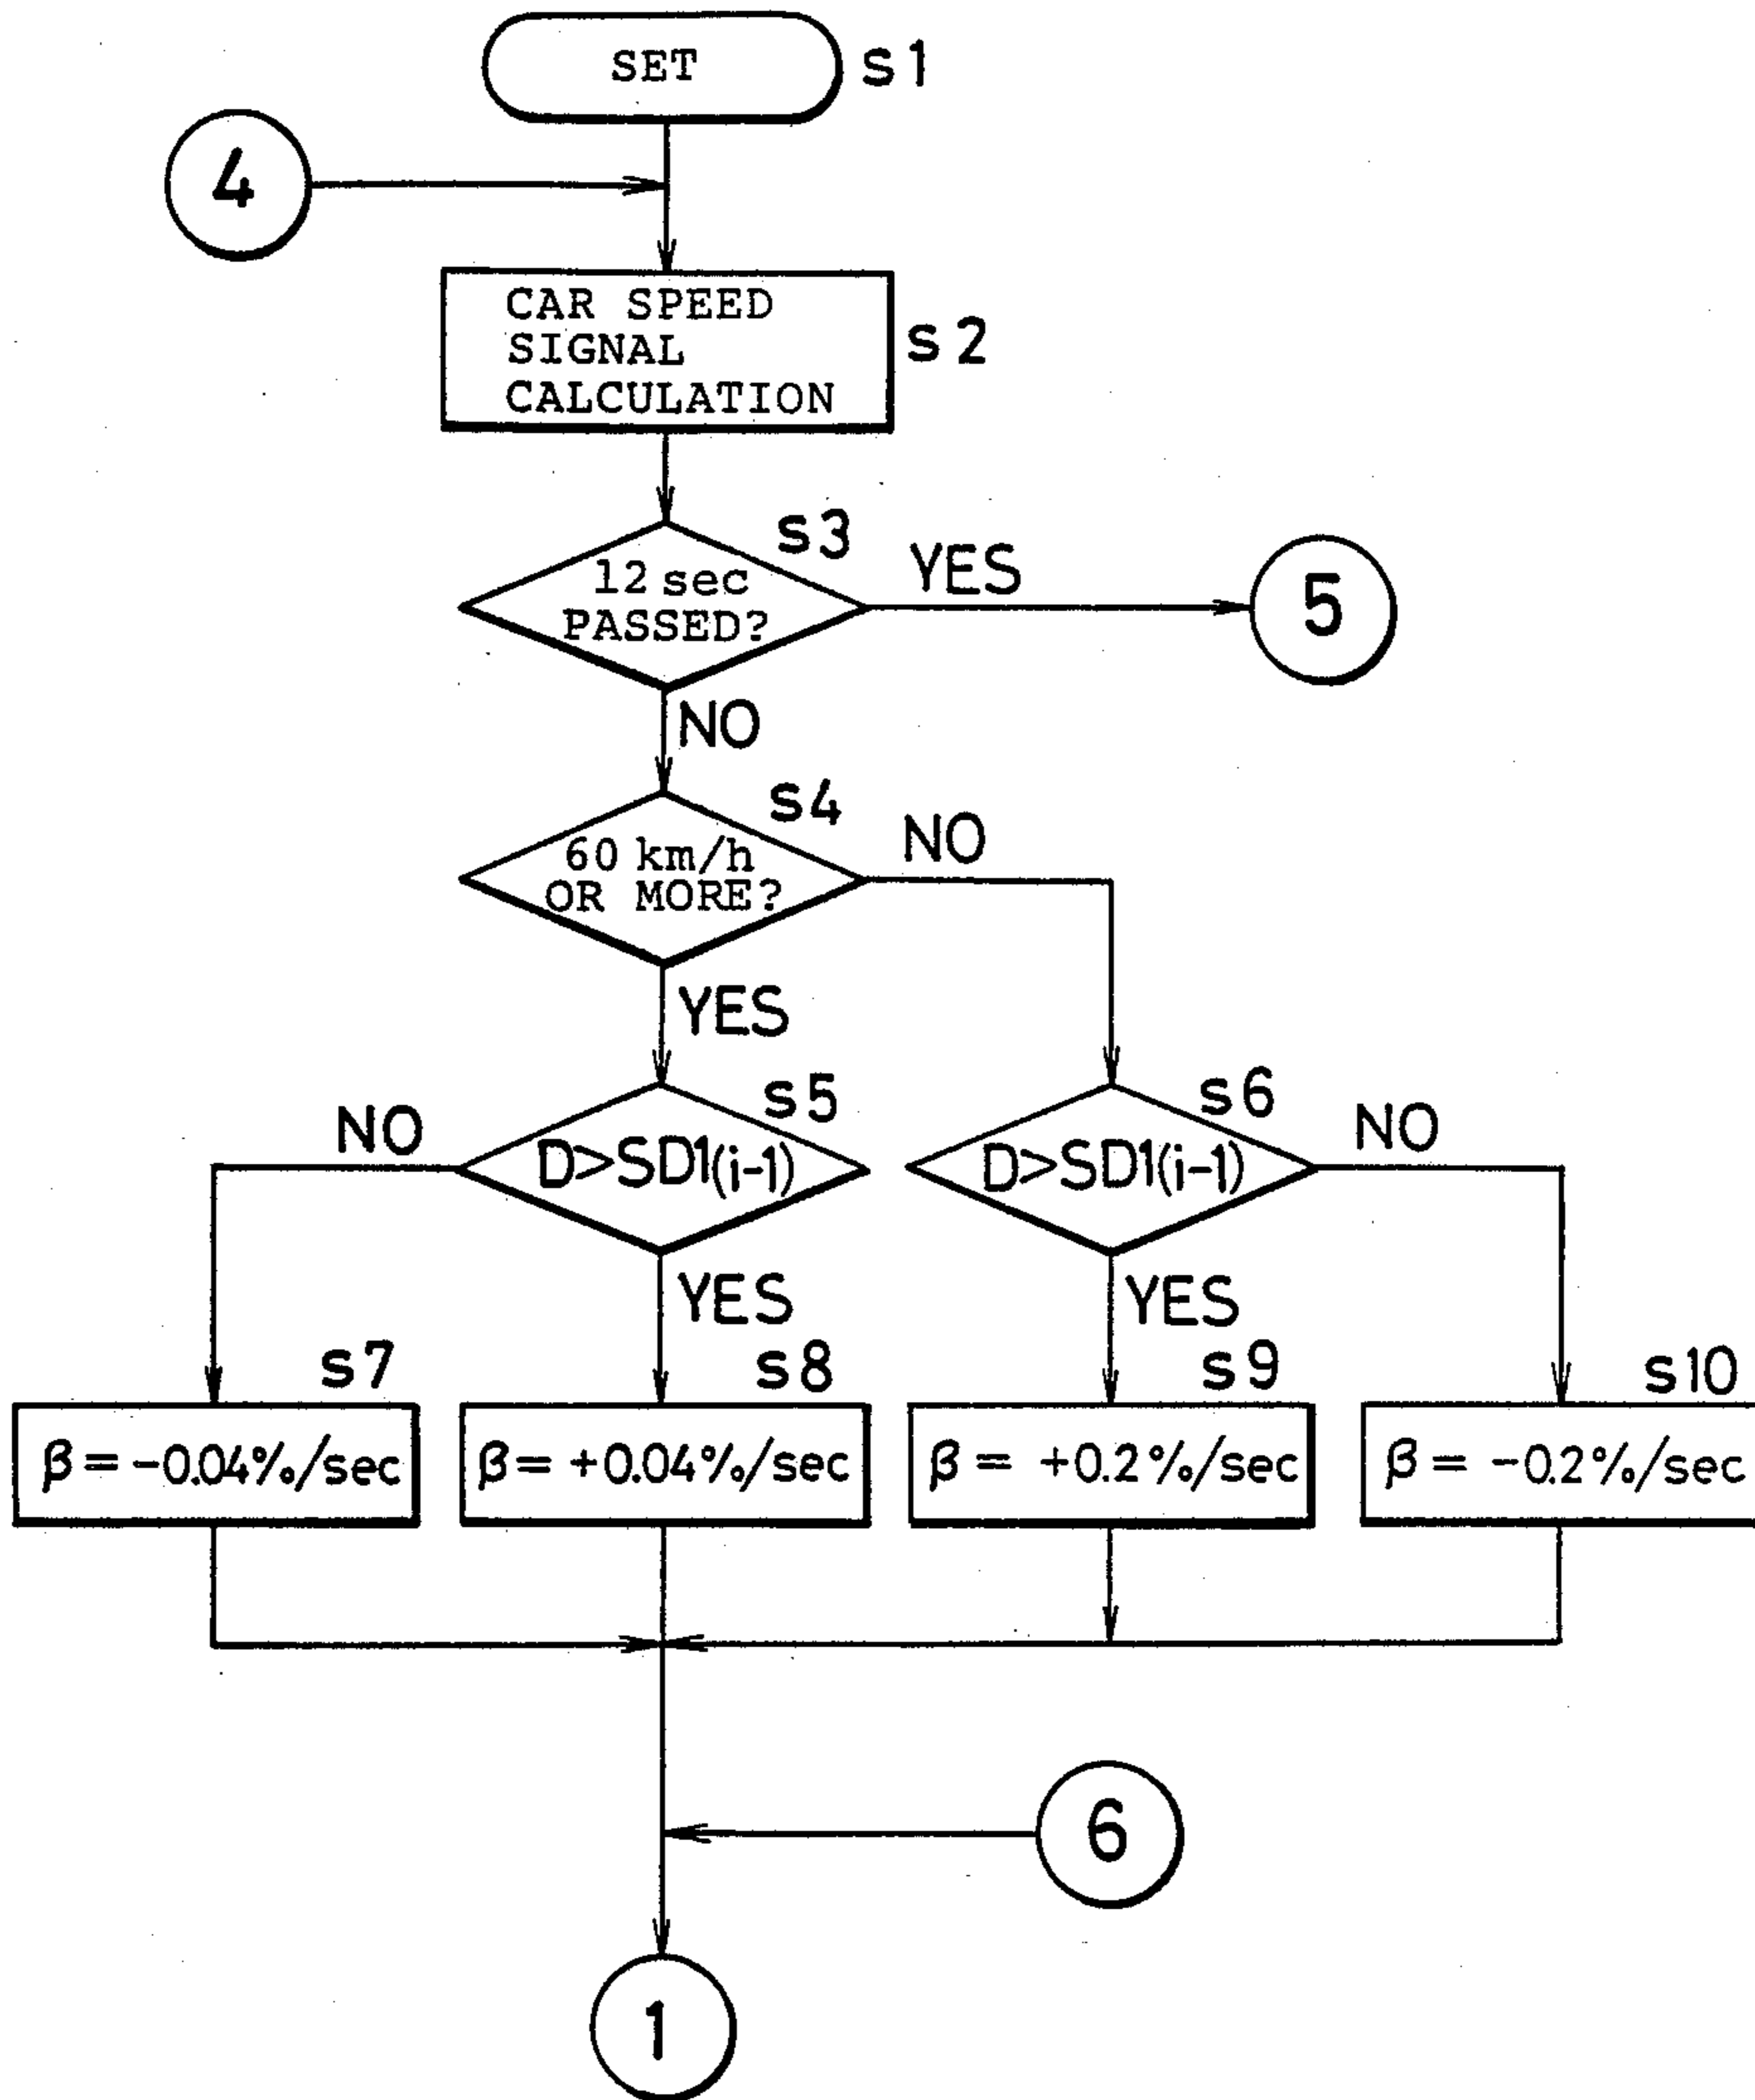 SET
s1
4
CAR SPEED
SIGNAL
CALCULATION
s2
s3
12 sec
PASSED?
YES
5
NO
s4
60 km/h
OR MORE?
NO
YES
s5
D>SD1(i-1)
NO
s6
D>SD1(i-1)
NO
YES
YES
s7
s8
s9
s10
β=-0.04%/sec
β=+0.04%/sec
β= +0.2%/sec
β= -0.2%/sec
6
1